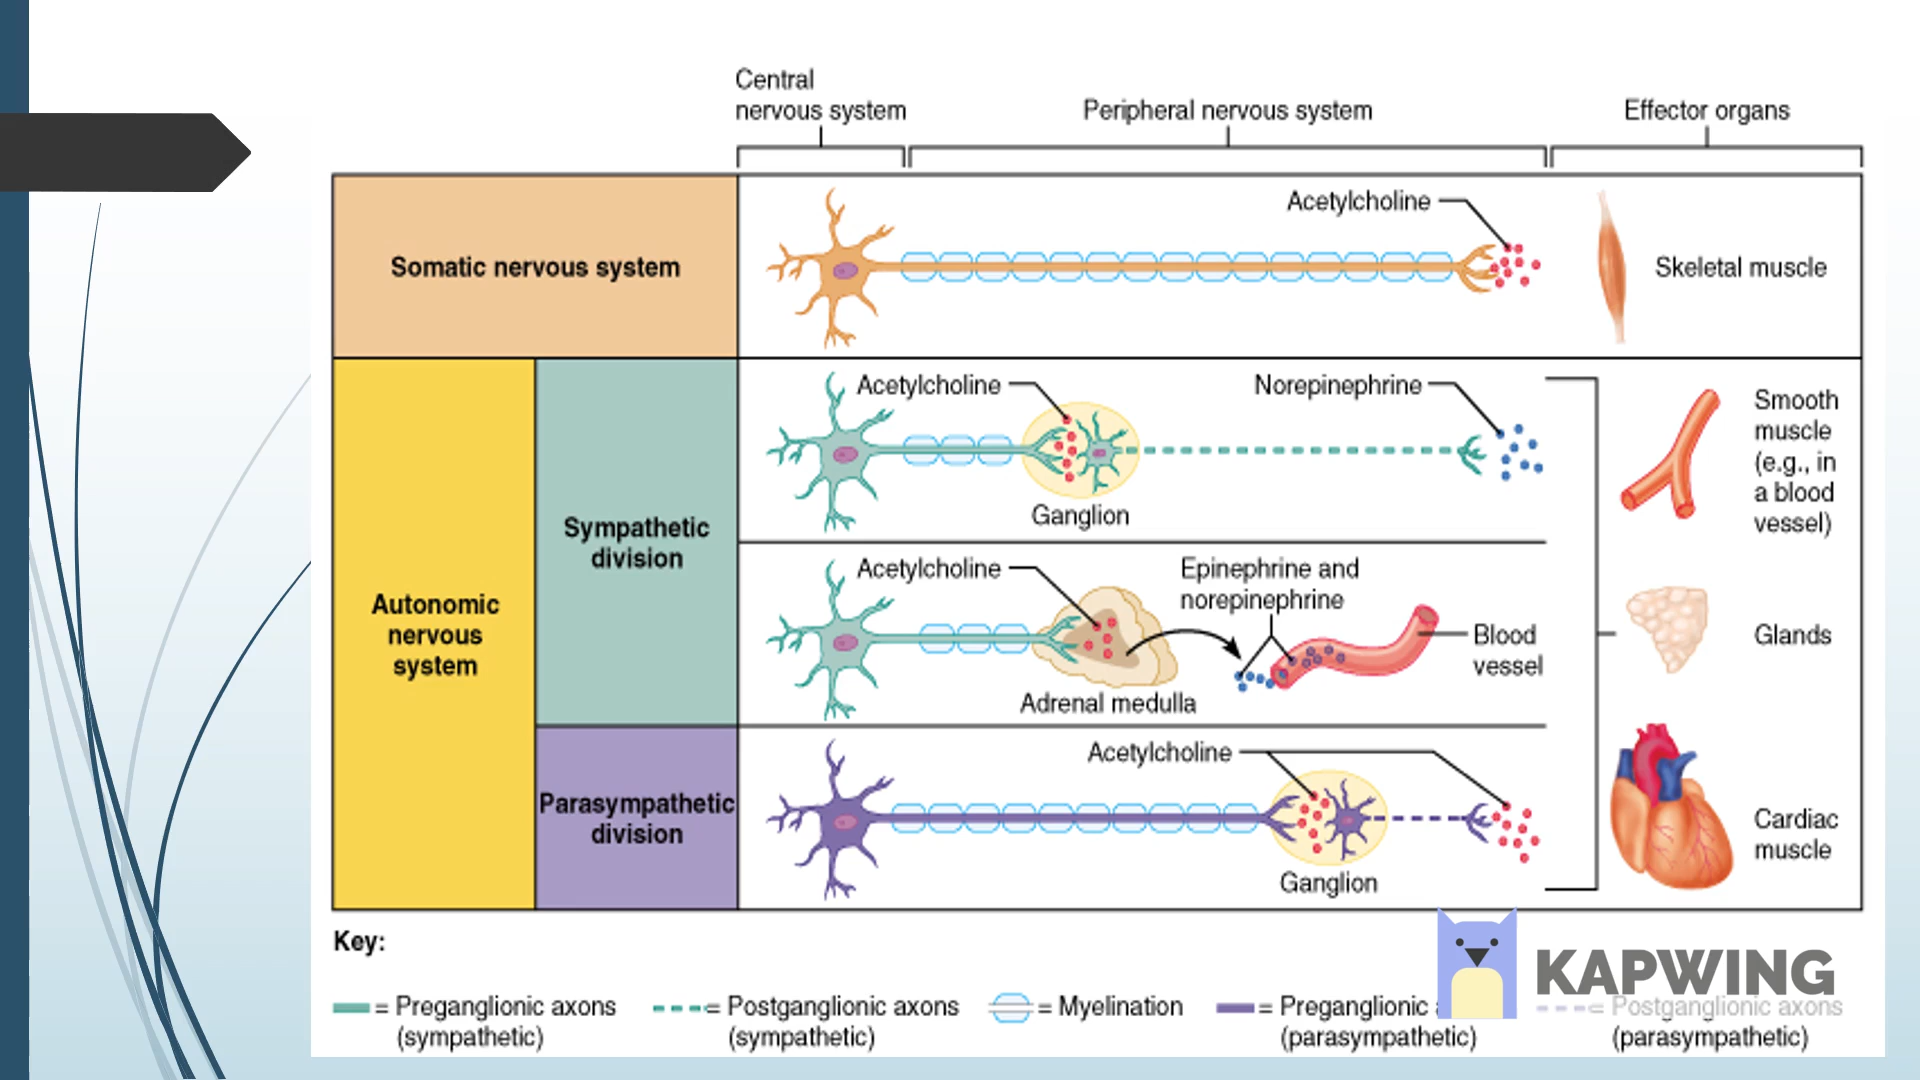 Central
nervous system
Peripheral nervous system
Effector organs
Somatic nervous system
Acetylcholine
Skeletal muscle
Autonomic
nervous
system
Sympathetic
division
Acetylcholine
Ganglion
Norepinephrine
Smooth
muscle
(e.g., in
a blood
vessel)
Acetylcholine
Adrenal medulla
Epinephrine and
norepinephrine
Blood
vessel
Glands
Parasympathetic
division
Acetylcholine
Ganglion
Cardiac
muscle
Key:
= Preganglionic axons
(sympathetic)
= Postganglionic axons
(sympathetic)
= Myelination
= Preganglionic a
(parasympathetic)
= Postganglionic axons
(parasympathetic)
KAPWING